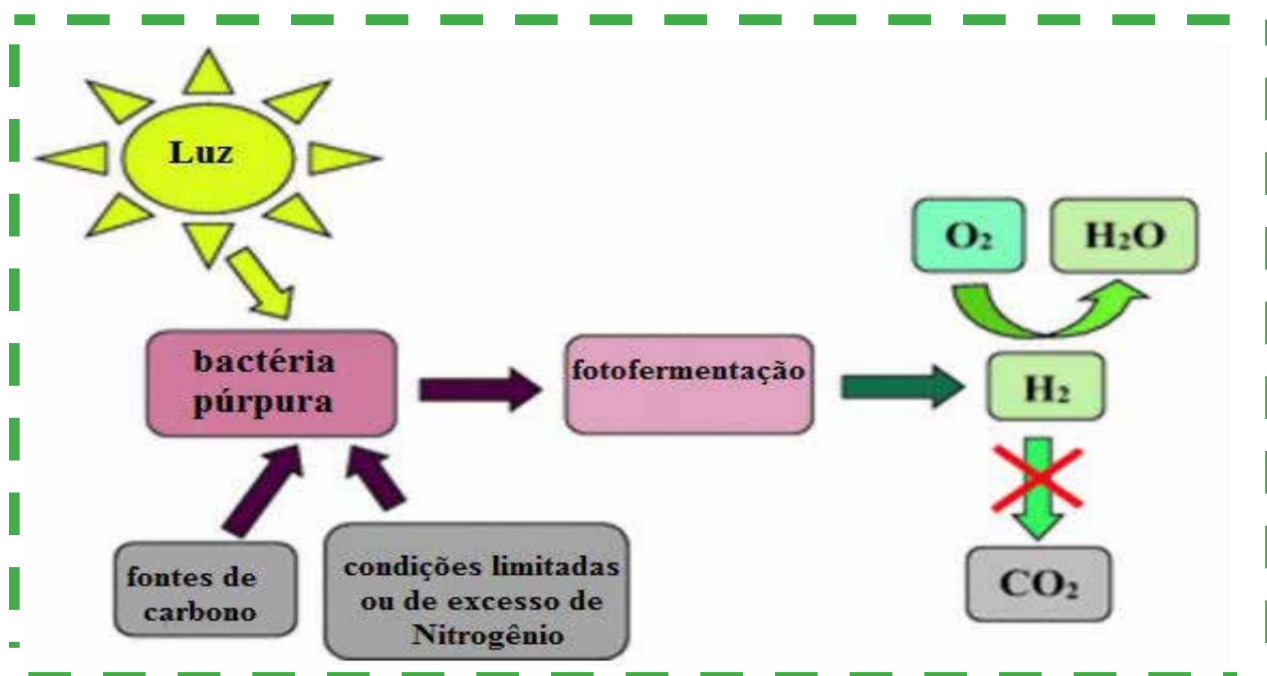 Luz
O₂
H₂O
bactéria
púrpura
fotofermentação
H₂
fontes de
carbono
condições limitadas
ou de excesso de
Nitrogênio
CO₂